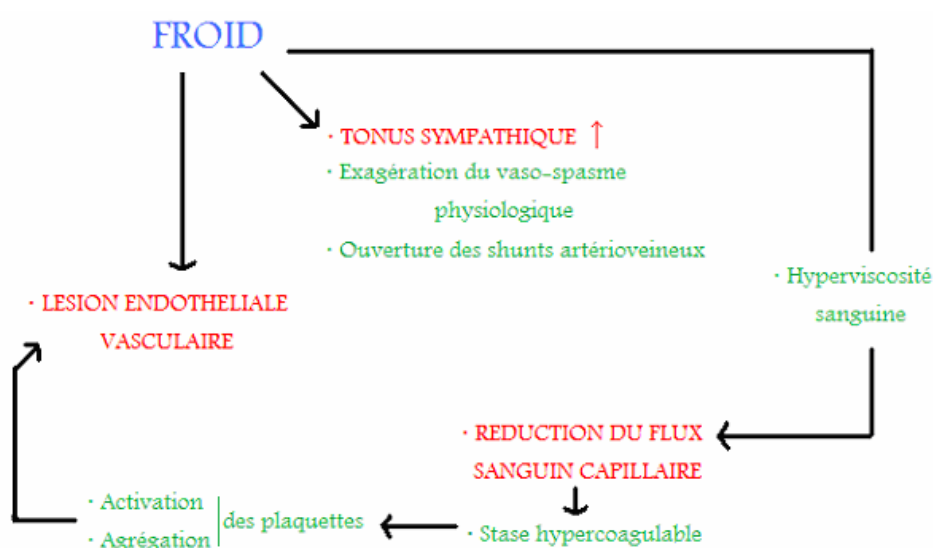 FROID
· TONUS SYMPATHIQUE ↑
· Exagération du vaso-spasme
physiologique
· Ouverture des shunts artérioveineux
· Hyperviscosité
sanguine
· LESION ENDOTHELIALE
VASCULAIRE
· REDUCTION DU FLUX
SANGUIN CAPILLAIRE
· Stase hypercoagulable
· Activation
· Agrégation
des plaquettes